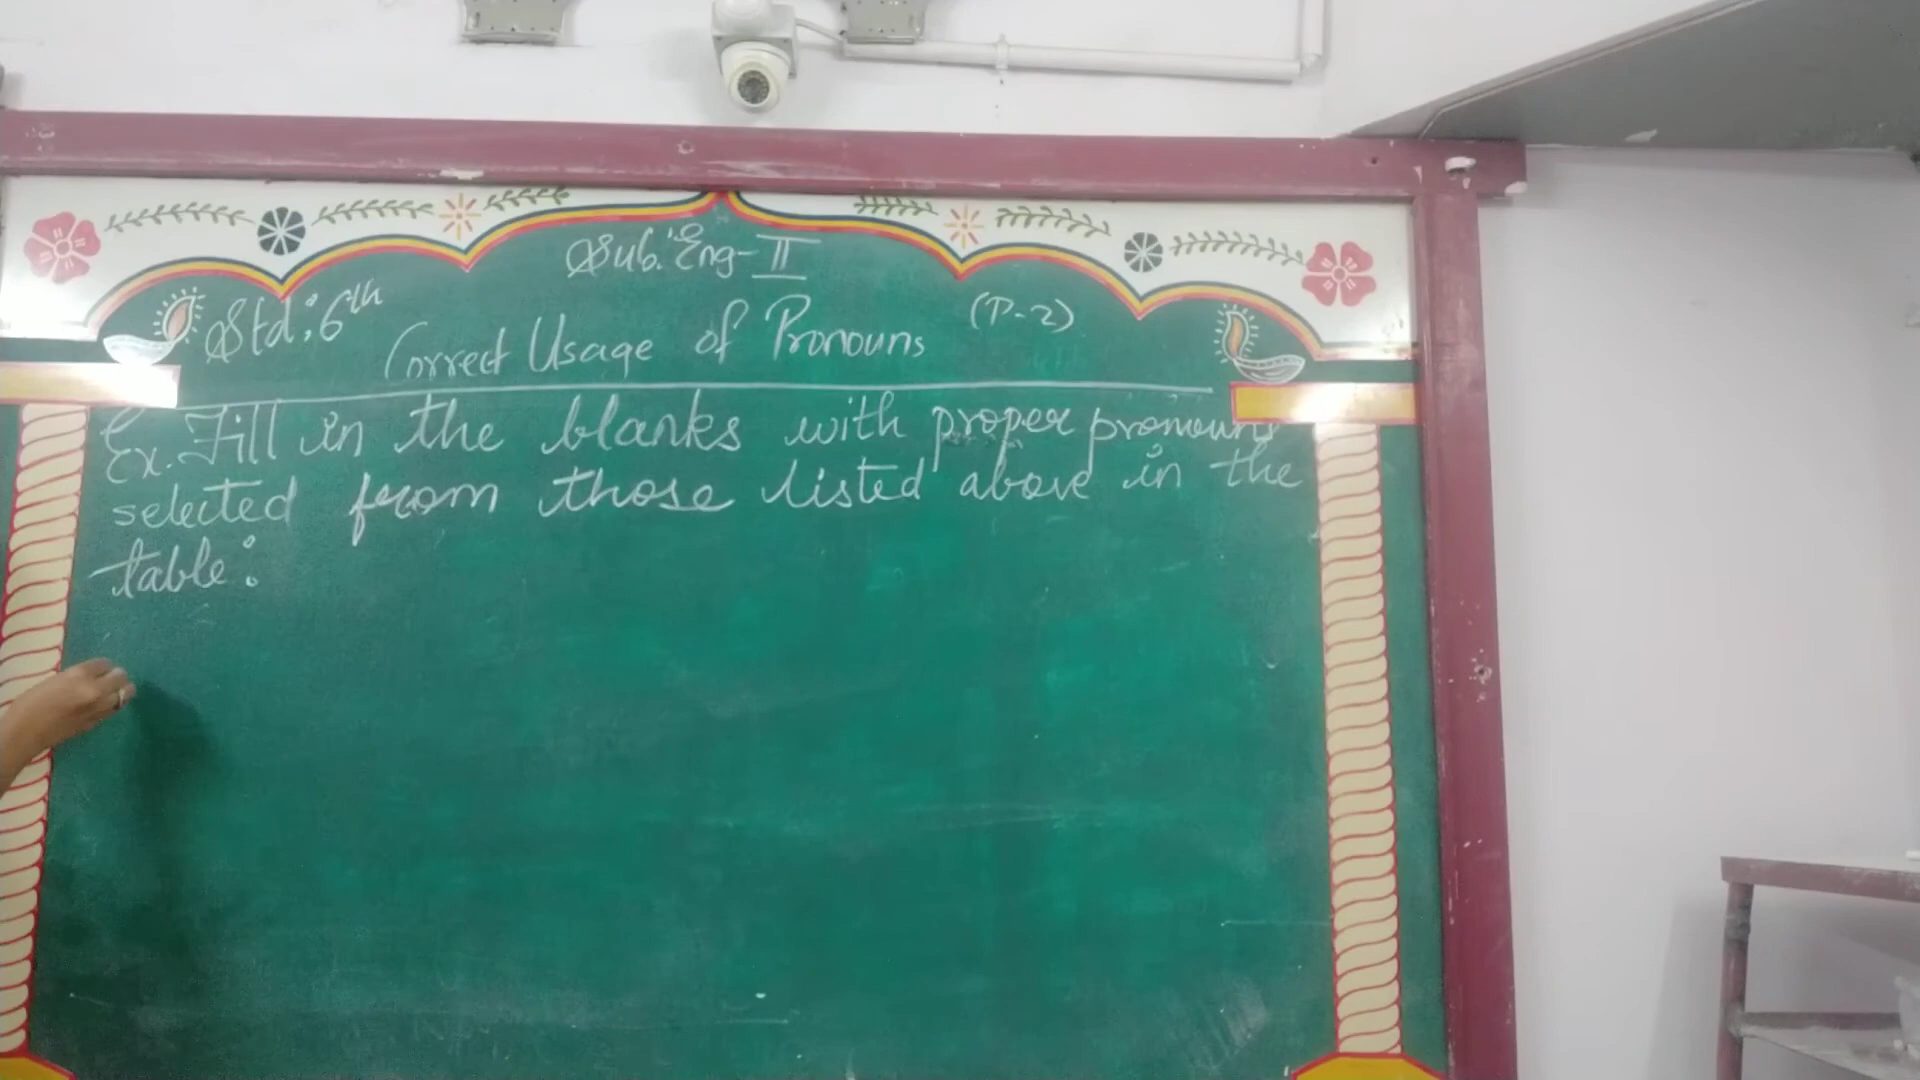 Sub: Eng-II
Std: 6th
Correct Usage of Pronouns (P-2)
Ex. Fill in the blanks with proper pronouns
selected from those listed above in the
table: